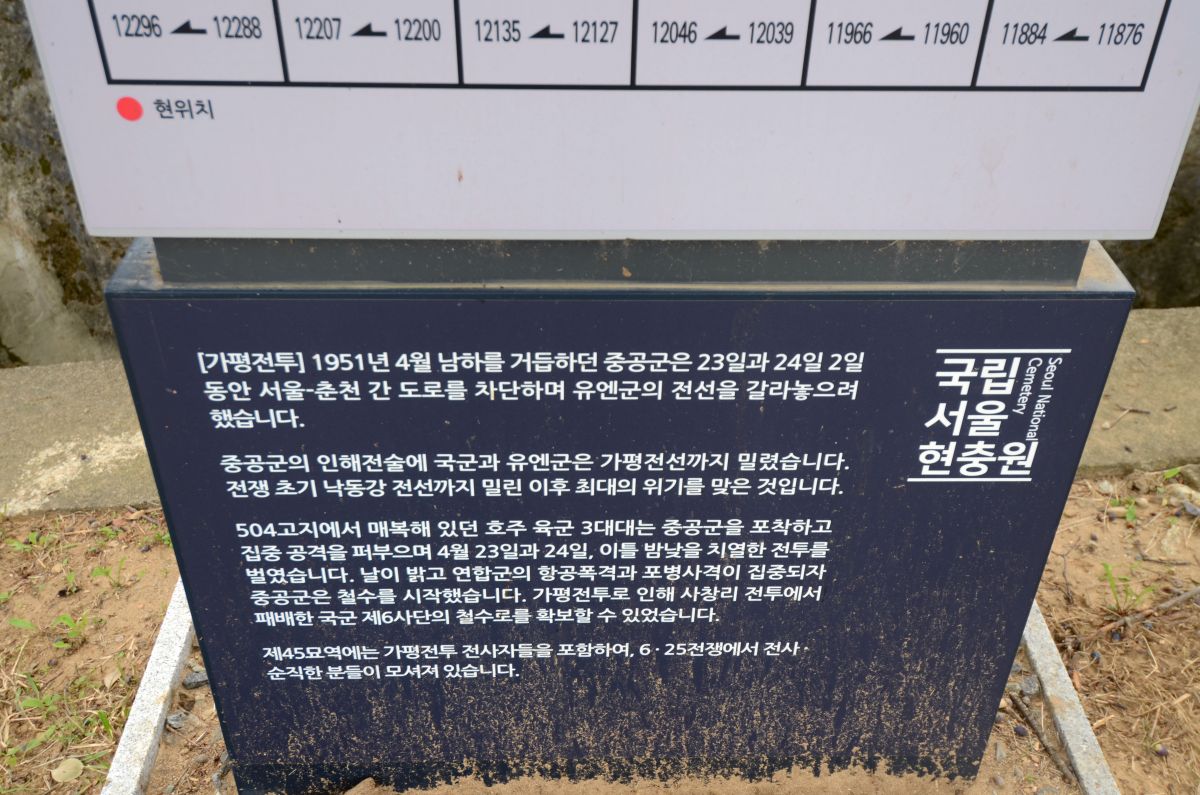 12296 12288
12207 12200
12135 12127
12046 12039
11966 11960
11884 11876
현위치
[가평전투] 1951년 4월 남하를 거듭하던 중공군은 23일과 24일 2일
동안 서울-춘천 간 도로를 차단하며 유엔군의 전선을 갈라놓으려
했습니다.
중공군의 인해전술에 국군과 유엔군은 가평전선까지 밀렸습니다.
전쟁 초기 낙동강 전선까지 밀린 이후 최대의 위기를 맞은 것입니다.
504고지에서 매복해 있던 호주 육군 3대대는 중공군을 포착하고
집중 공격을 퍼부으며 4월 23일과 24일, 이틀 밤낮을 치열한 전투를
벌였습니다. 날이 밝고 연합군의 항공폭격과 포병사격이 집중되자
중공군은 철수를 시작했습니다. 가평전투로 인해 사창리 전투에서
패배한 국군 제6사단의 철수로를 확보할 수 있었습니다.
제45묘역에는 가평전투 전사자들을 포함하여, 6·25전쟁에서 전사·
순직한 분들이 모셔져 있습니다.
국립
서울
현충원
Seoul National
Cemetery